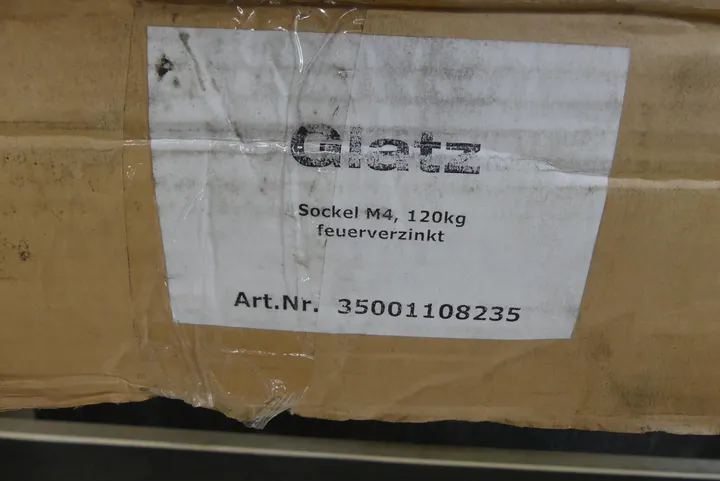 Glatz
Sockel M4, 120kg
feuerverzinkt
Art.Nr. 35001108235